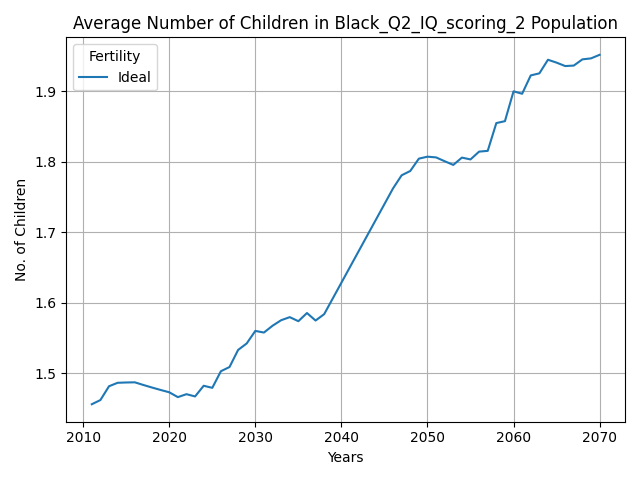 Average Number of Children in Black_Q2_IQ_scoring_2 Population
Fertility
Ideal
No. of Children
1.9
1.8
1.7
1.6
1.5
2010 2020 2030 2040 2050 2060 2070
Years